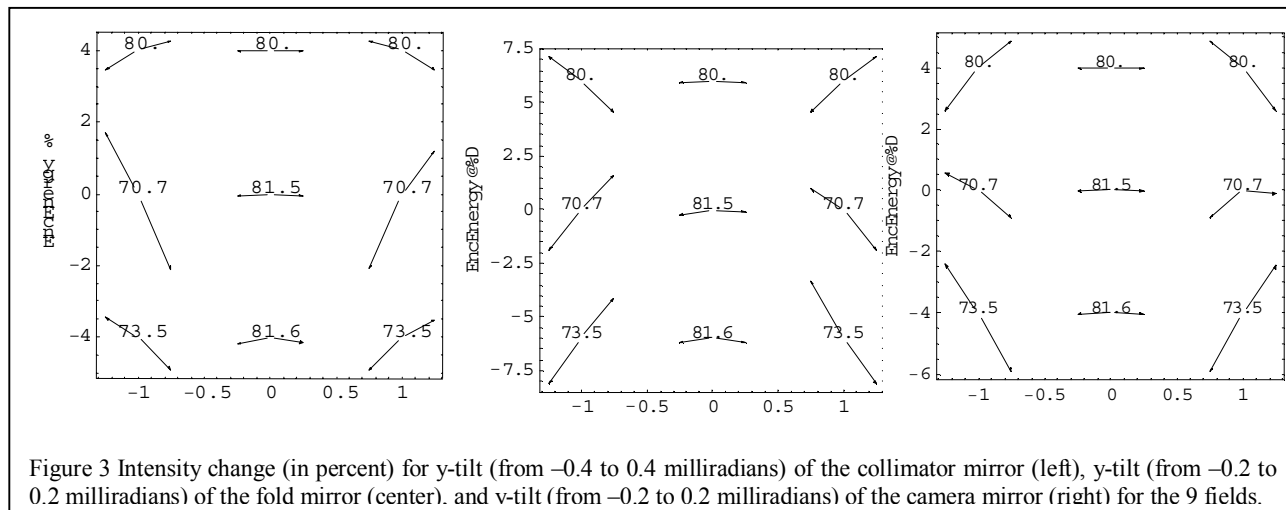 EncEnergy %
4
2
0
-2
-4
80. 80. 80.
70.7 81.5 70.7
73.5 81.6 73.5
-1 -0.5 0 0.5 1
EncEnergy@%D
7.5
5
2.5
0
-2.5
-5
-7.5
80. 80. 80.
70.7 81.5 70.7
73.5 81.6 73.5
-1 -0.5 0 0.5 1
EncEnergy@%D
4
2
0
-2
-4
-6
80. 80. 80.
70.7 81.5 70.7
73.5 81.6 73.5
-1 -0.5 0 0.5 1
Figure 3 Intensity change (in percent) for y-tilt (from –0.4 to 0.4 milliradians) of the collimator mirror (left), y-tilt (from –0.2 to
0.2 milliradians) of the fold mirror (center), and y-tilt (from –0.2 to 0.2 milliradians) of the camera mirror (right) for the 9 fields.